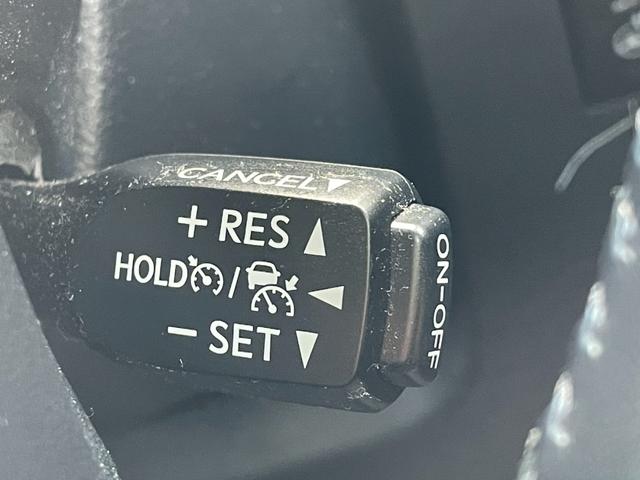 CANCEL
+ RES
HOLD /
- SET
ON-OFF